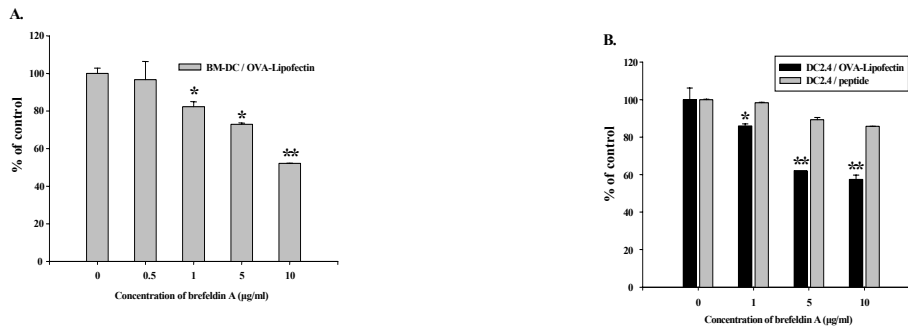 A.
120
100
80
60
40
20
0
% of control
BM-DC / OVA-Lipofectin
*
*
**
0 0.5 1 5 10
Concentration of brefeldin A (µg/ml)
B.
DC2.4 / OVA-Lipofectin
DC2.4 / peptide
120
100
80
60
40
20
0
% of control
*
**
**
0 1 5 10
Concentration of brefeldin A (µg/ml)